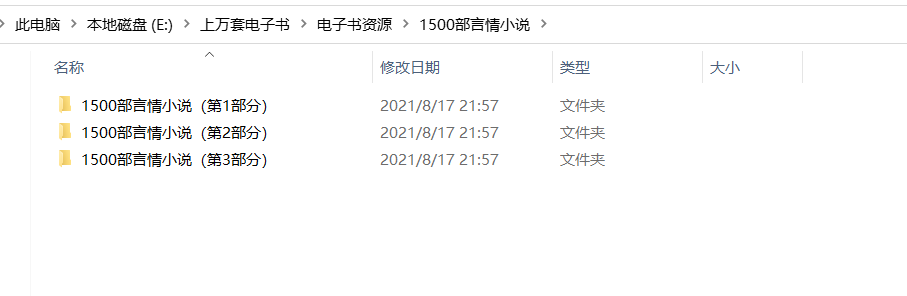 此电脑 > 本地磁盘 (E:) > 上万套电子书 > 电子书资源 > 1500部言情小说 >
名称 修改日期 类型 大小
1500部言情小说（第1部分） 2021/8/17 21:57 文件夹
1500部言情小说（第2部分） 2021/8/17 21:57 文件夹
1500部言情小说（第3部分） 2021/8/17 21:57 文件夹